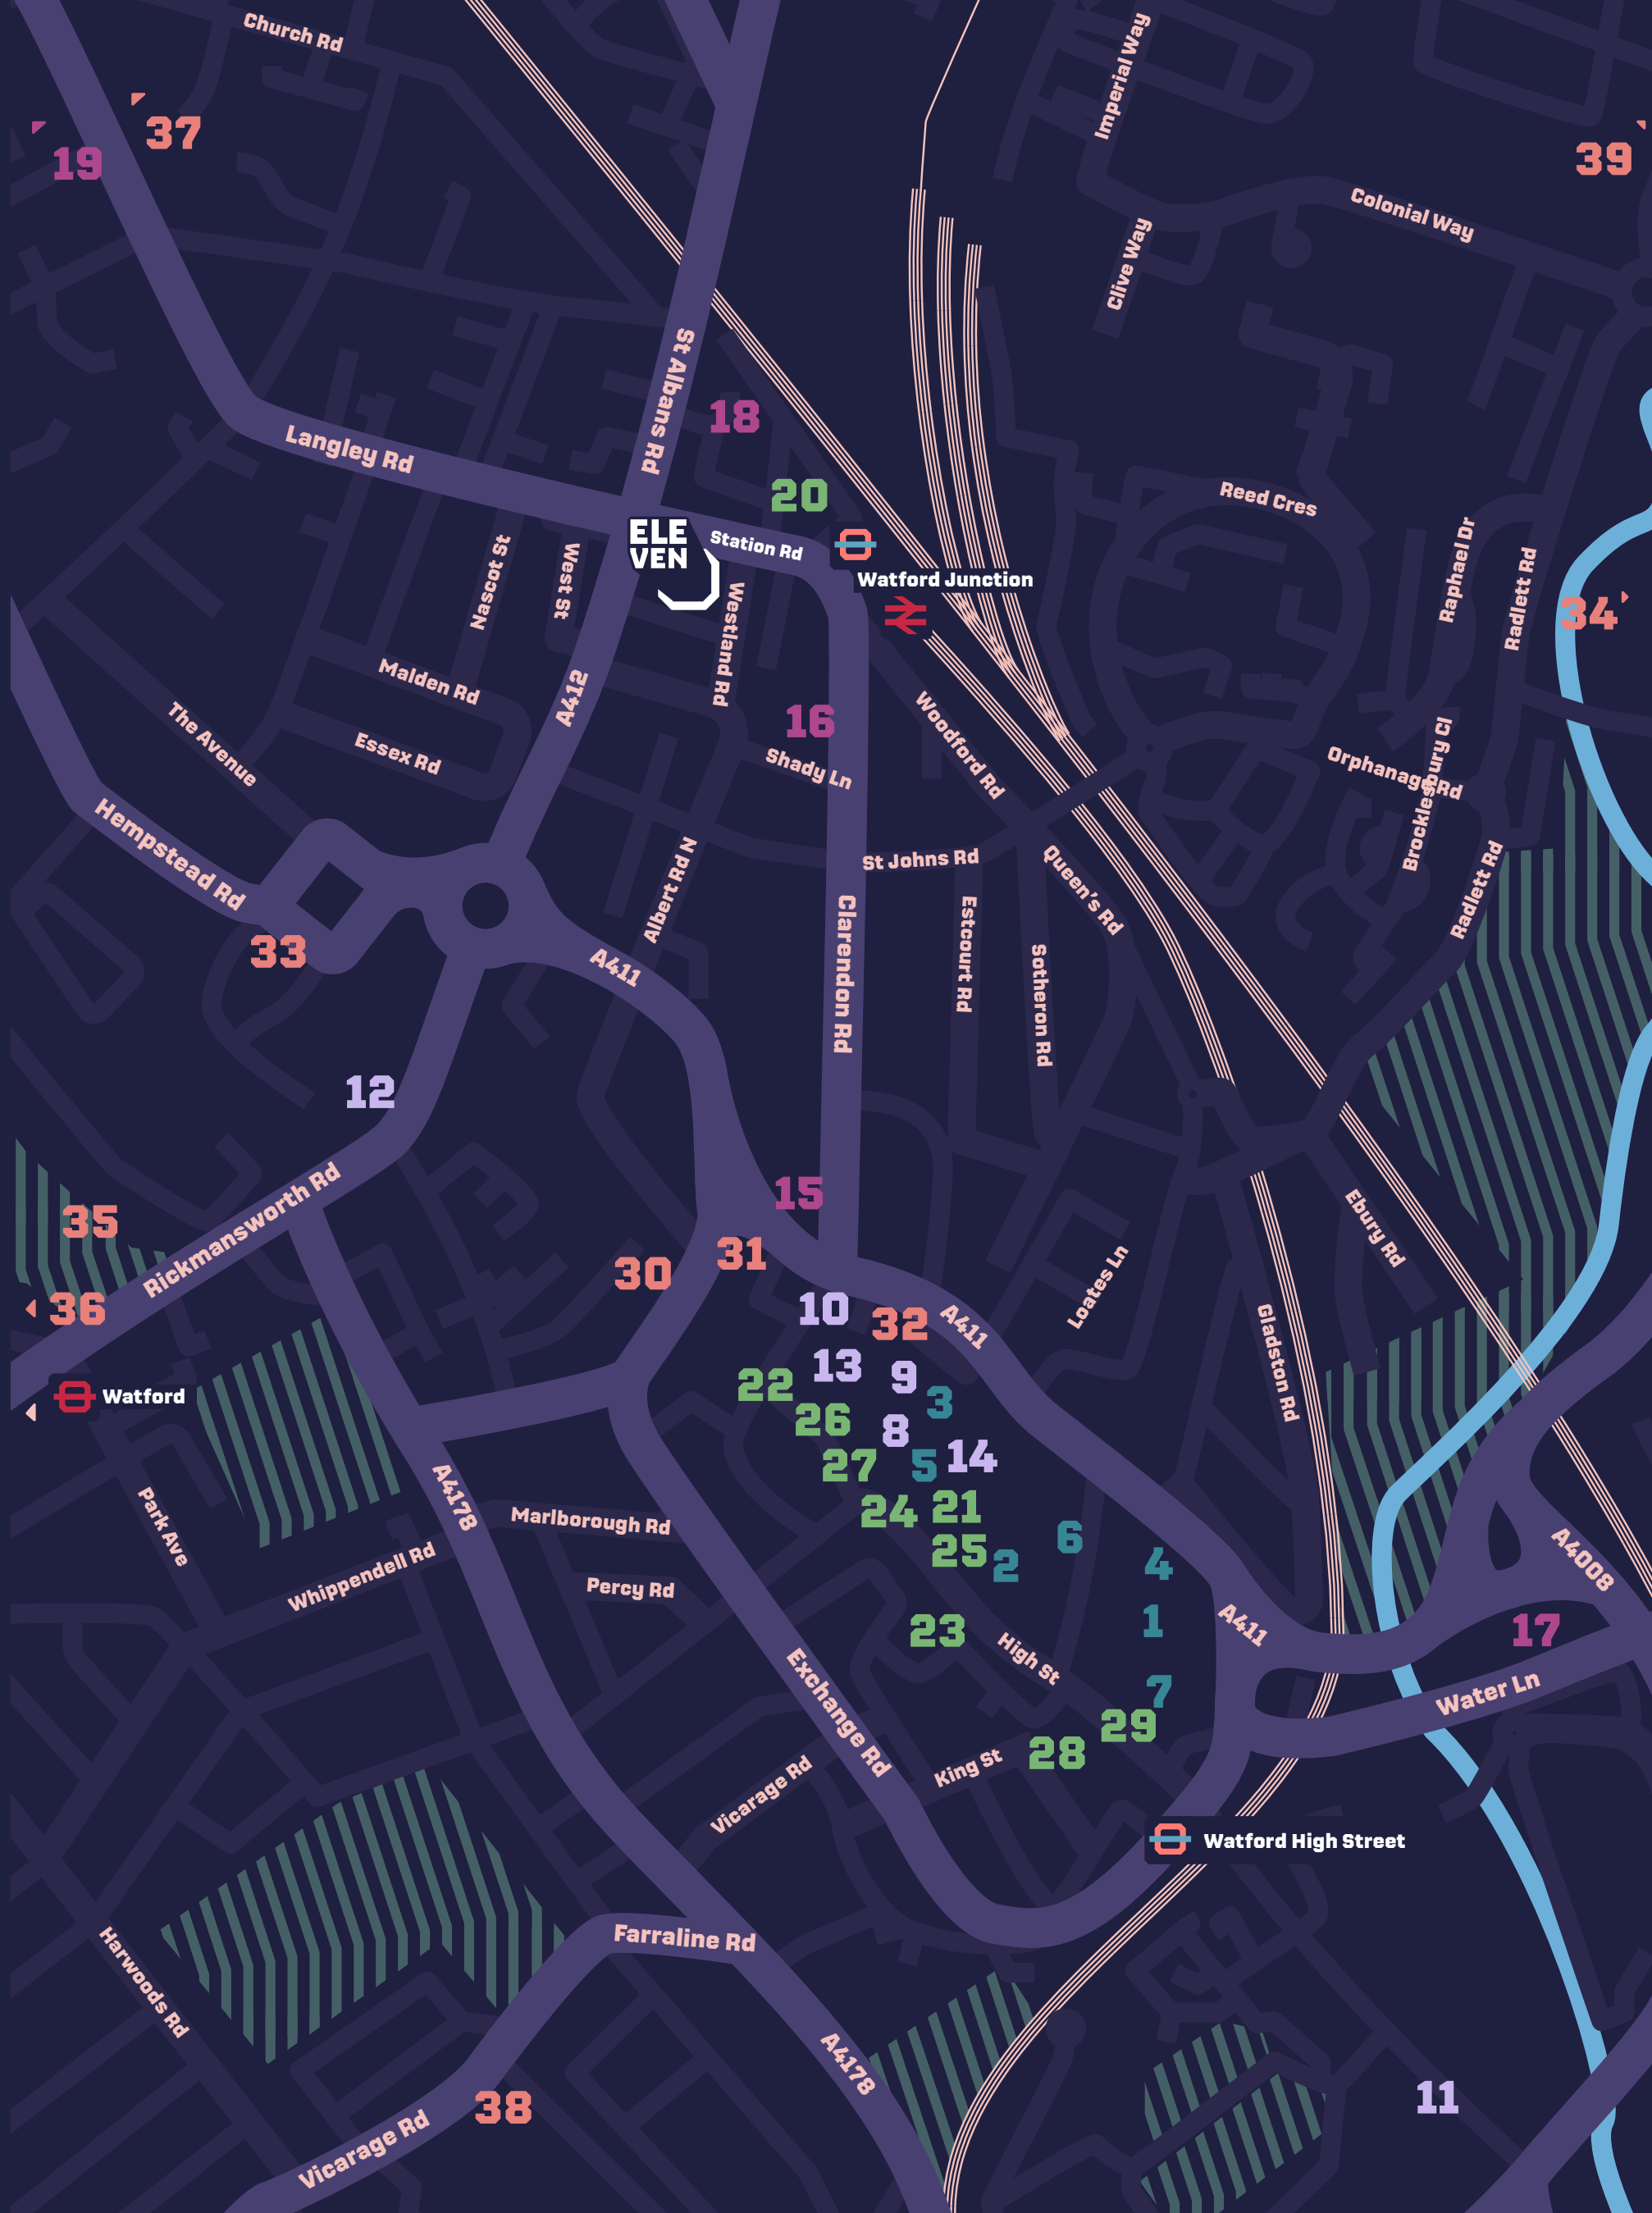 Church Rd
Imperial Way
37
19
39
Colonial Way
Clive Way
St Albans Rd
18
Langley Rd
20
Reed Cres
ELE
VEN
Station Rd
Watford Junction
Nascot St
West St
Westland Rd
Raphael Dr
Radlett Rd
34
Malden Rd
A412
16
The Avenue
Essex Rd
Shady Ln
Woodford Rd
Orphanage Rd
Brocklesbury Cl
Hempstead Rd
St Johns Rd
Albert Rd N
Queen's Rd
Radlett Rd
33
A411
Clarendon Rd
Estcourt Rd
Sotheron Rd
12
15
35
Rickmansworth Rd
Ebury Rd
30
31
Loates Ln
36
10
32
A411
Gladston Rd
13
9
22
3
Watford
26
8
14
27
5
Park Ave
A4178
Marlborough Rd
24
21
6
25
2
4
A4008
Whippendell Rd
Percy Rd
23
1
A411
17
High St
Exchange Rd
7
Water Ln
29
28
King St
Vicarage Rd
Watford High Street
Harwoods Rd
Farraline Rd
A4178
11
38
Vicarage Rd